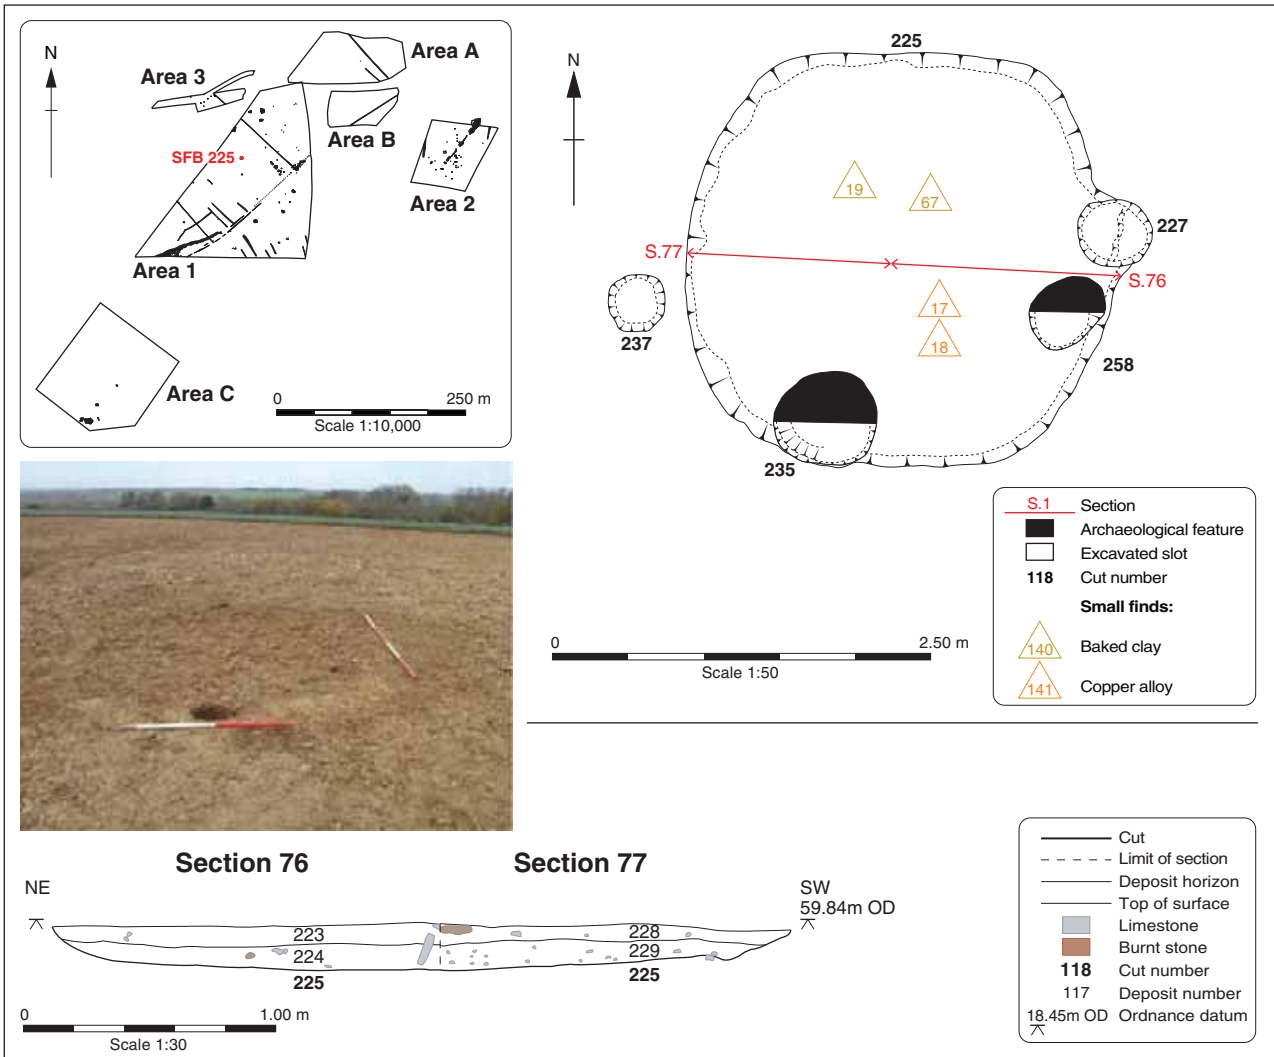 N
Area A
Area 3
SFB 225
Area B
Area 2
Area 1
Area C
0 250 m
Scale 1:10,000
N
225
19
67
227
S.77
S.76
17
18
237
258
235
S.1 Section
Archaeological feature
Excavated slot
118 Cut number
Small finds:
140 Baked clay
141 Copper alloy
0 2.50 m
Scale 1:50
Section 76 Section 77
NE SW
59.84m OD
223 228
224 229
225 225
0 1.00 m
Scale 1:30
Cut
Limit of section
Deposit horizon
Top of surface
Limestone
Burnt stone
118 Cut number
117 Deposit number
18.45m OD Ordnance datum